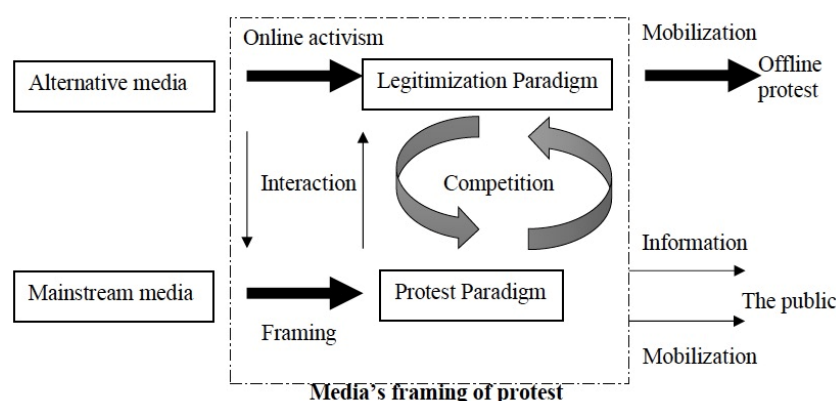 Online activism
Mobilization
Alternative media
Legitimization Paradigm
Offline
protest
Interaction
Competition
Information
Mainstream media
Protest Paradigm
The public
Framing
Mobilization
Media's framing of protest